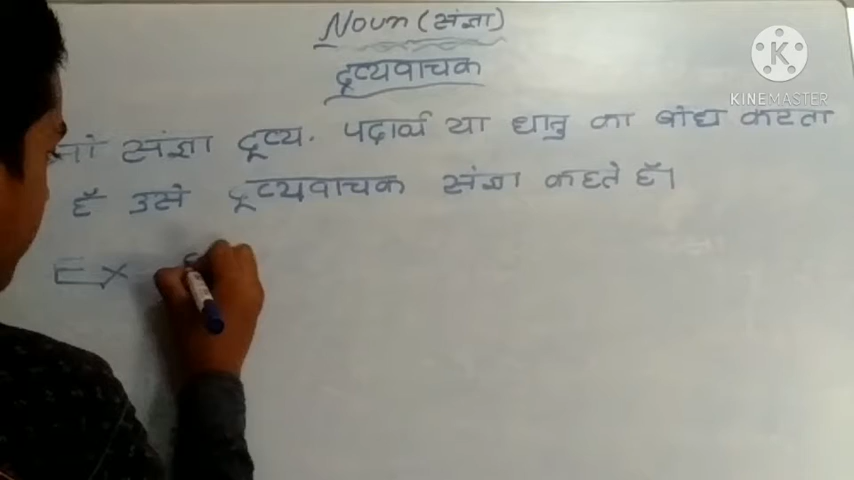 Noun (संज्ञा)
द्रव्यवाचक
जो संज्ञा द्रव्य. पदार्थ या धातु का बोध करता
है उसे द्रव्यवाचक संज्ञा कहते हैं।
Ex
KINEMASTER